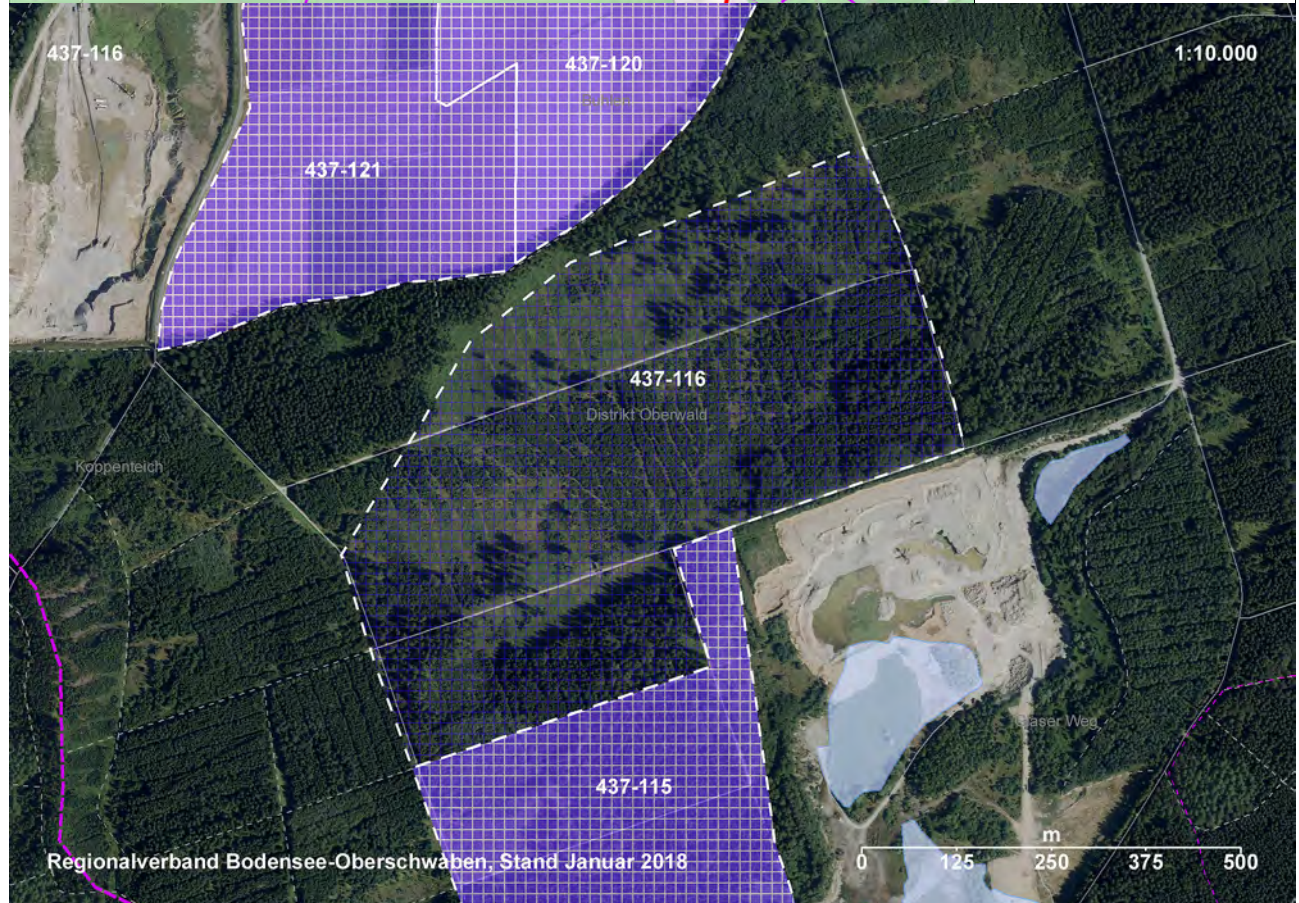 437-116
437-120
1:10.000
437-121
437-116
Distrikt Oberwald
Koppenteich
437-115
m
Regionalverband Bodensee-Oberschwaben, Stand Januar 2018
0 125 250 375 500